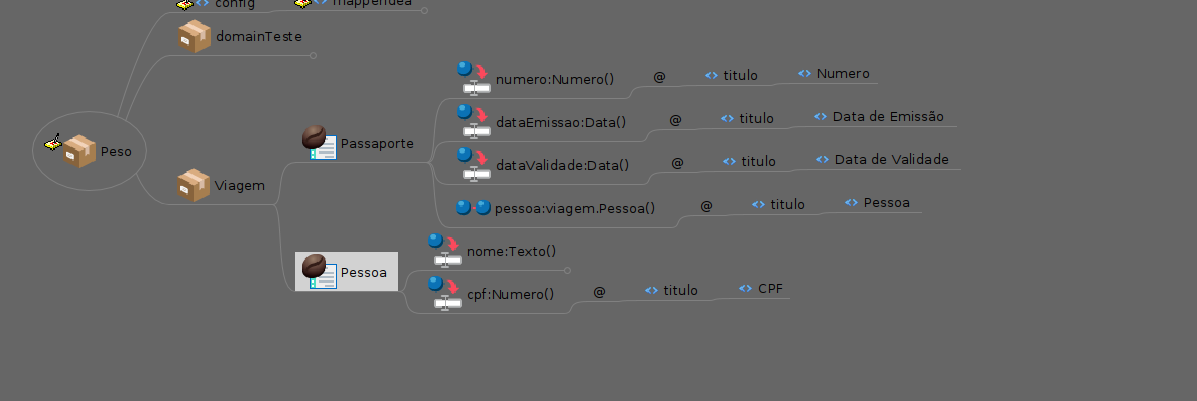 config
domainTeste
Peso
Viagem
Passaporte
numero:Numero() @ titulo Numero
dataEmissao:Data() @ titulo Data de Emissão
dataValidade:Data() @ titulo Data de Validade
pessoa:viagem.Pessoa() @ titulo Pessoa
Pessoa
nome:Texto()
cpf:Numero() @ titulo CPF